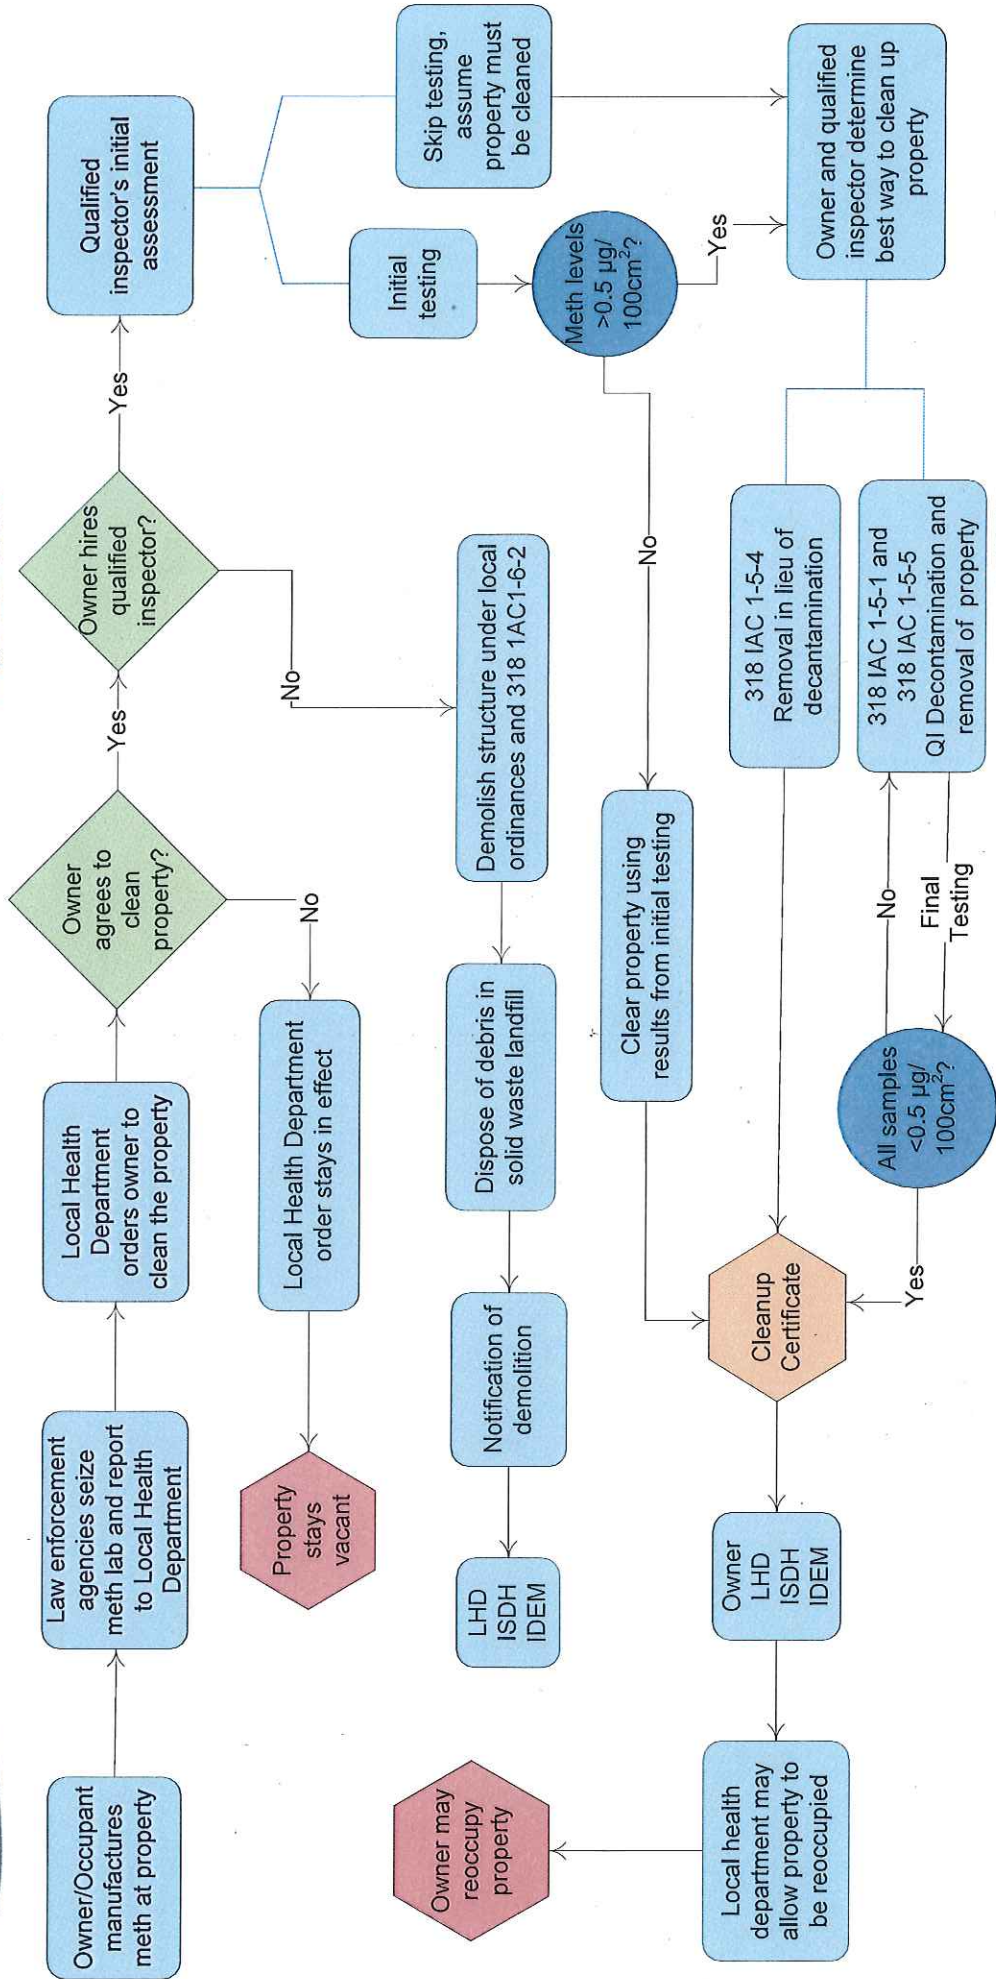 Owner/Occupant
manufactures
meth at property
Law enforcement
agencies seize
meth lab and report
to Local Health
Department
Local Health
Department
orders owner to
clean the property
Owner
agrees to
clean
property?
Yes
Owner hires
qualified
inspector?
Yes
Qualified
inspector's initial
assessment
No
Local Health Department
order stays in effect
Property
stays
vacant
No
Demolish structure under local
ordinances and 318 1AC1-6-2
Dispose of debris in
solid waste landfill
Notification of
demolition
LHD
ISDH
IDEM
Initial
testing
Skip testing,
assume
property must
be cleaned
Meth levels
>0.5 µg/
100cm²?
Yes
No
Clear property using
results from initial testing
Owner and qualified
inspector determine
best way to clean up
property
318 IAC 1-5-4
Removal in lieu of
decantamination
318 IAC 1-5-1 and
318 IAC 1-5-5
QI Decontamination and
removal of property
No
Final
Testing
All samples
<0.5 µg/
100cm²?
Yes
Cleanup
Certificate
Owner
LHD
ISDH
IDEM
Local health
department may
allow property to
be reoccupied
Owner may
reoccupy
property